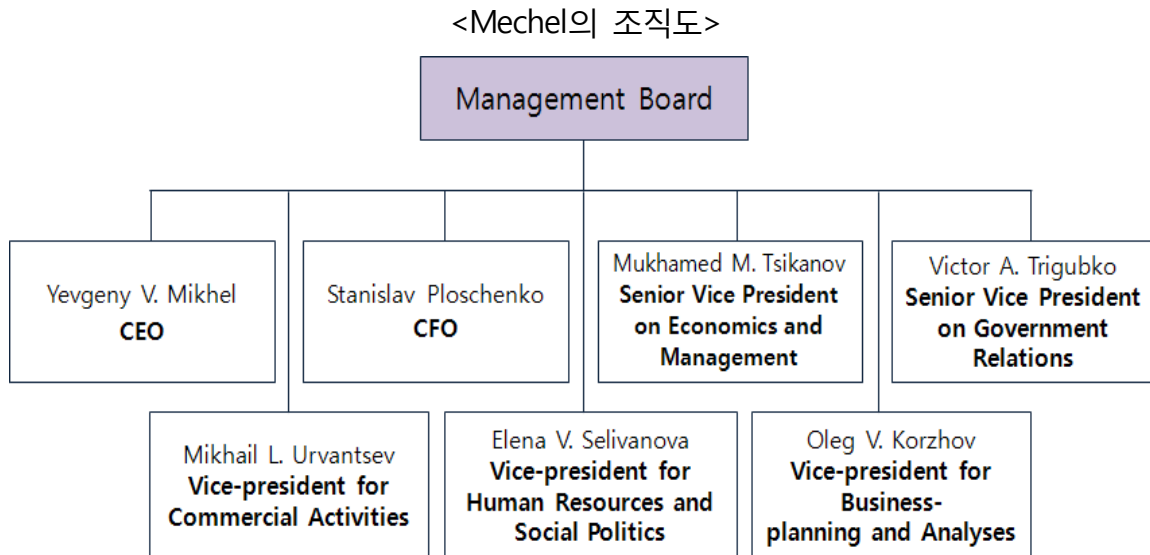 <Mechel의 조직도>
Management Board
Yevgeny V. Mikhel
CEO
Stanislav Ploschenko
CFO
Mukhamed M. Tsikanov
Senior Vice President
on Economics and
Management
Victor A. Trigubko
Senior Vice President
on Government
Relations
Mikhail L. Urvantsev
Vice-president for
Commercial Activities
Elena V. Selivanova
Vice-president for
Human Resources and
Social Politics
Oleg V. Korzhov
Vice-president for
Business-
planning and Analyses